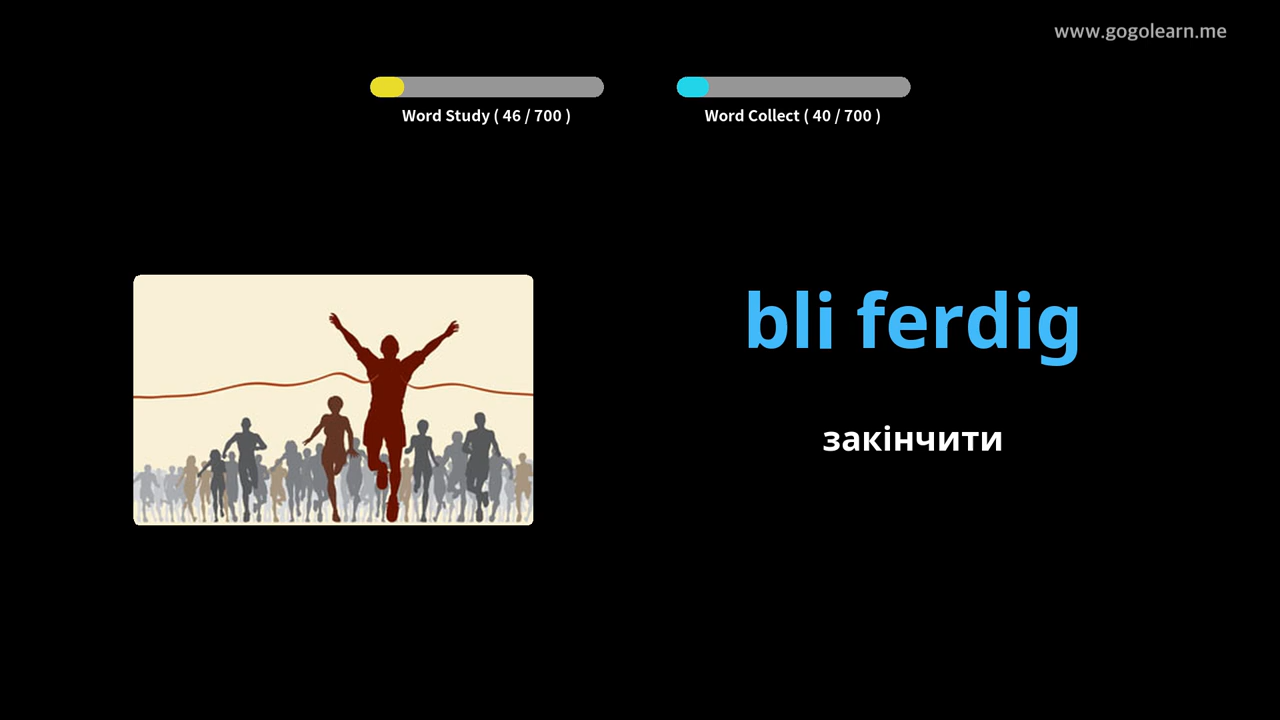 www.gogolearn.me
Word Study ( 46 / 700 )
Word Collect ( 40 / 700 )
bli ferdig
закінчити